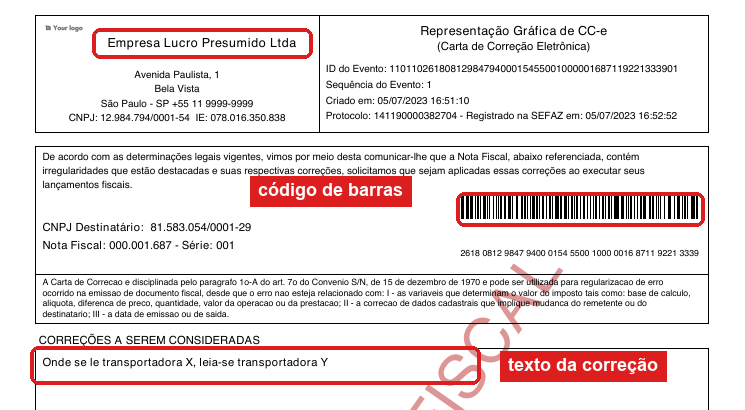 Your logo
Empresa Lucro Presumido Ltda
Avenida Paulista, 1
Bela Vista
São Paulo - SP +55 11 9999-9999
CNPJ: 12.984.794/0001-54 IE: 078.016.350.838
Representação Gráfica de CC-e
(Carta de Correção Eletrônica)
ID do Evento: 1101102618081298479400015455001000001687119221333901
Sequência do Evento: 1
Criado em: 05/07/2023 16:51:10
Protocolo: 141190000382704 - Registrado na SEFAZ em: 05/07/2023 16:52:52
De acordo com as determinações legais vigentes, vimos por meio desta comunicar-lhe que a Nota Fiscal, abaixo referenciada, contém
irregularidades que estão destacadas e suas respectivas correções, solicitamos que sejam aplicadas essas correções ao executar seus
lançamentos fiscais.
código de barras
CNPJ Destinatário: 81.583.054/0001-29
Nota Fiscal: 000.001.687 - Série: 001
2618 0812 9847 9400 0154 5500 1000 0016 8711 9221 3339
A Carta de Correcao e disciplinada pelo paragrafo 1o-A do art. 7o do Convenio S/N, de 15 de dezembro de 1970 e pode ser utilizada para regularizacao de erro
ocorrido na emissao de documento fiscal, desde que o erro nao esteja relacionado com: I - as variaveis que determinam o valor do imposto tais como: base de calculo,
aliquota, diferenca de preco, quantidade, valor da operacao ou da prestacao; II - a correcao de dados cadastrais que implique mudanca do remetente ou do
destinatario; III - a data de emissao ou de saida.
CORREÇÕES A SEREM CONSIDERADAS
Onde se le transportadora X, leia-se transportadora Y
texto da correção
FISCAL